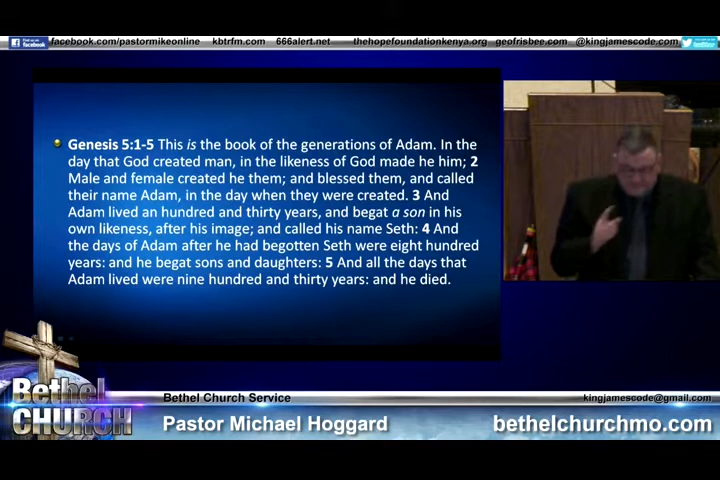 Find us on facebook
facebook.com/pastormikeonline kbtrfm.com 666alert.net thehopefoundationkenya.org geofrisbee.com @kingjamescode.com
Genesis 5:1-5 This is the book of the generations of Adam. In the
day that God created man, in the likeness of God made he him; 2
Male and female created he them; and blessed them, and called
their name Adam, in the day when they were created. 3 And
Adam lived an hundred and thirty years, and begat a son in his
own likeness, after his image; and called his name Seth: 4 And
the days of Adam after he had begotten Seth were eight hundred
years: and he begat sons and daughters: 5 And all the days that
Adam lived were nine hundred and thirty years: and he died.
Bethel
CHURCH
Bethel Church Service kingjamescode@gmail.com
Pastor Michael Hoggard bethelchurchmo.com